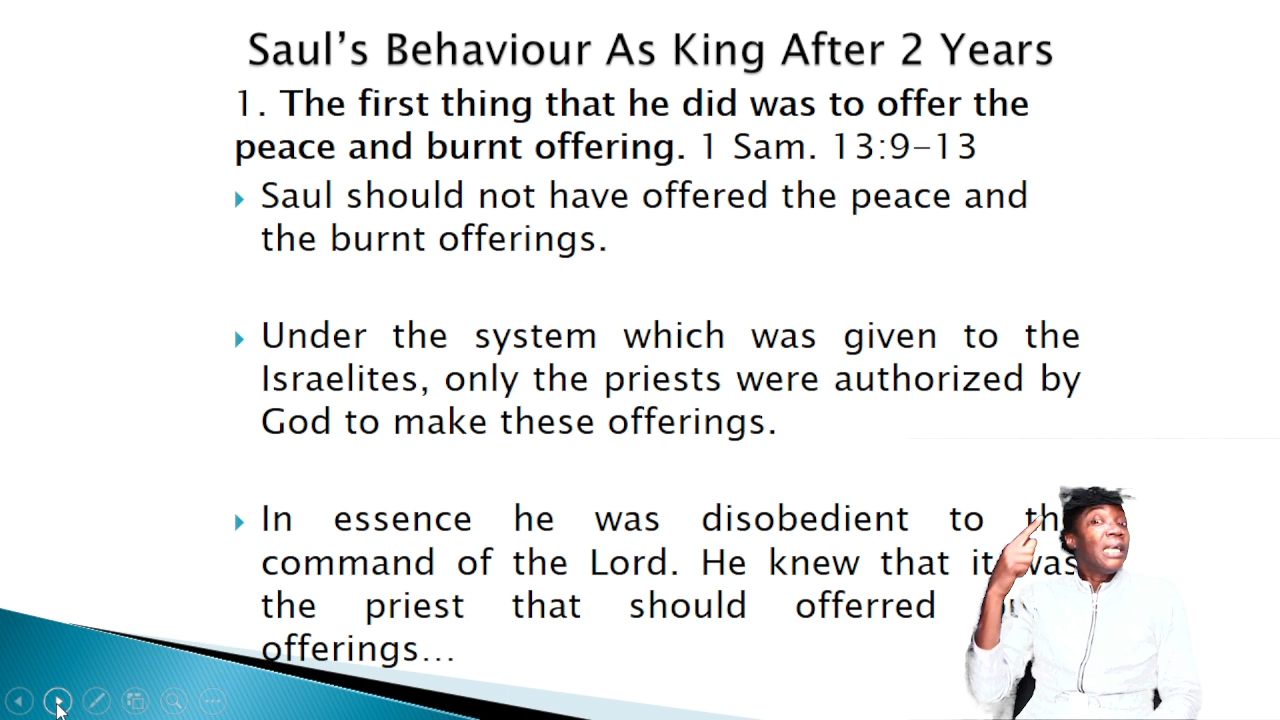 Saul's Behaviour As King After 2 Years
1. The first thing that he did was to offer the
peace and burnt offering. 1 Sam. 13:9-13
Saul should not have offered the peace and
the burnt offerings.
Under the system which was given to the
Israelites, only the priests were authorized by
God to make these offerings.
In essence he was disobedient to the
command of the Lord. He knew that it was
the priest that should offerred
offerings…